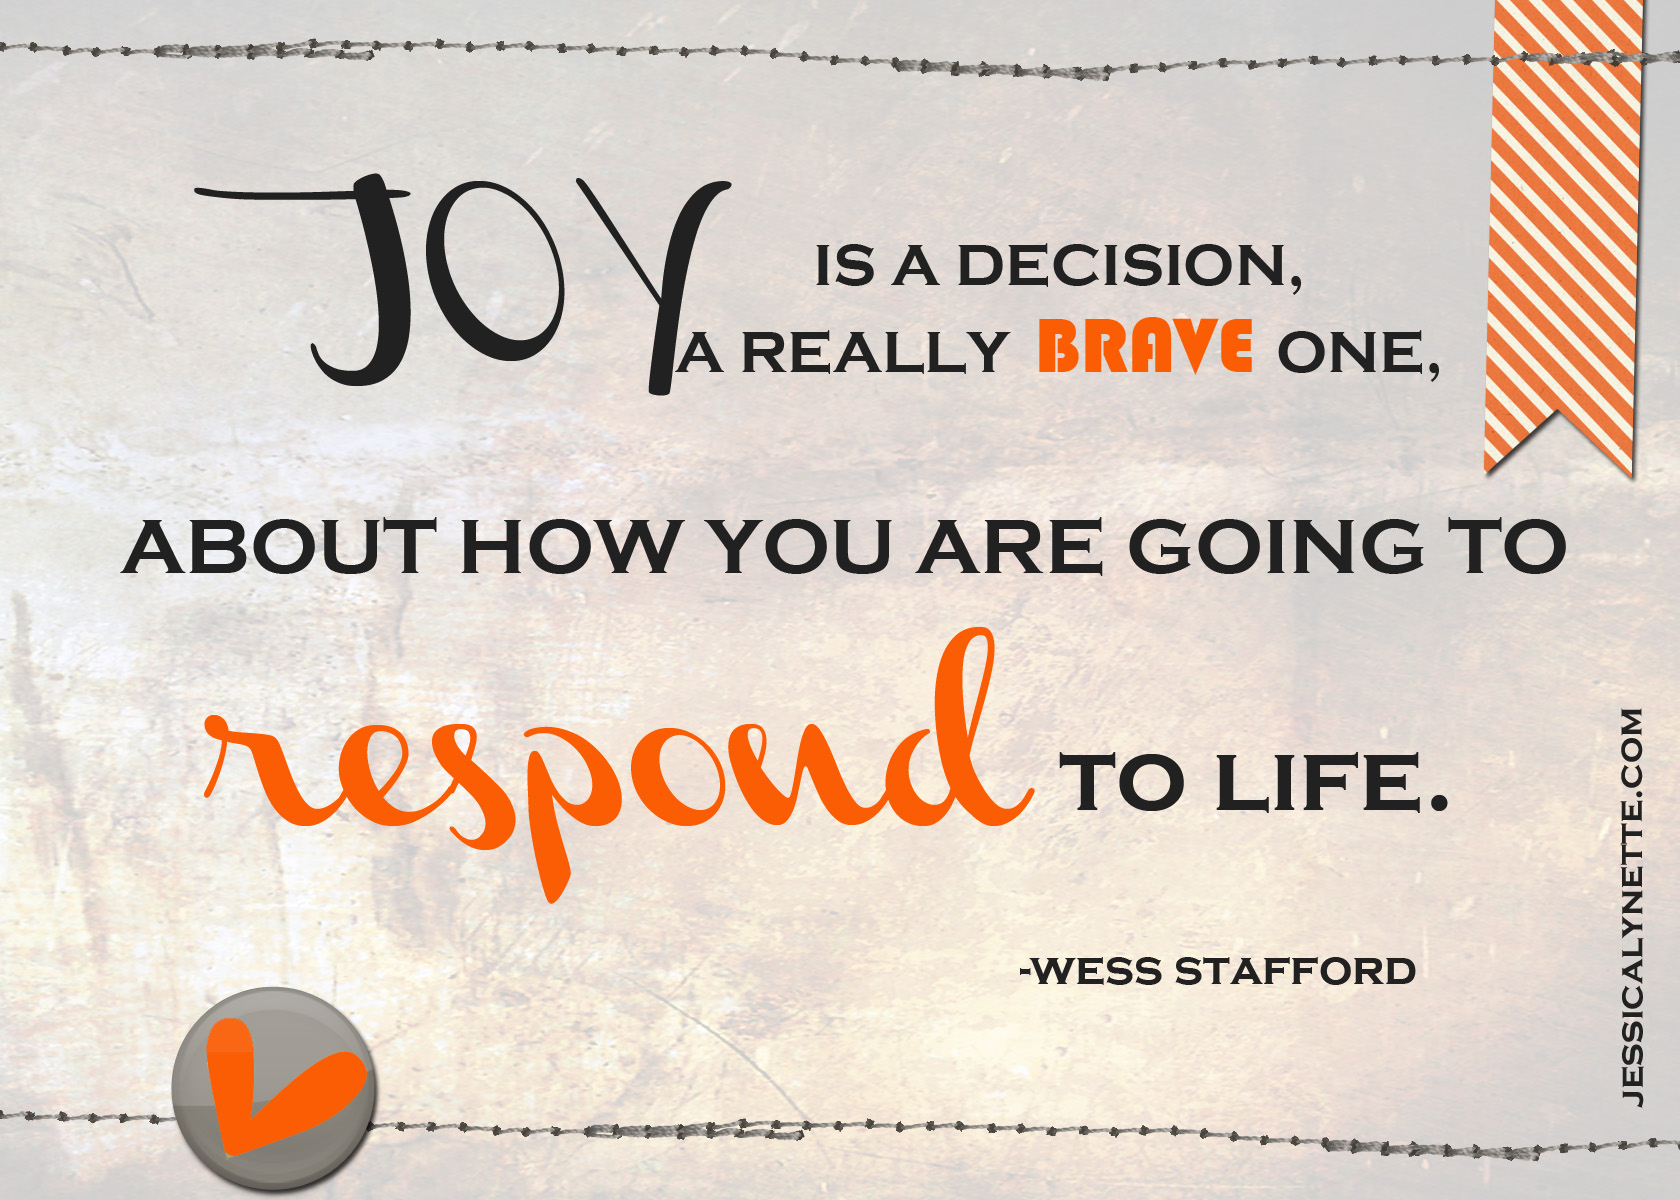 JOY IS A DECISION,
A REALLY BRAVE ONE,
ABOUT HOW YOU ARE GOING TO
respond TO LIFE.
-WESS STAFFORD
JESSICALYNETTE.COM